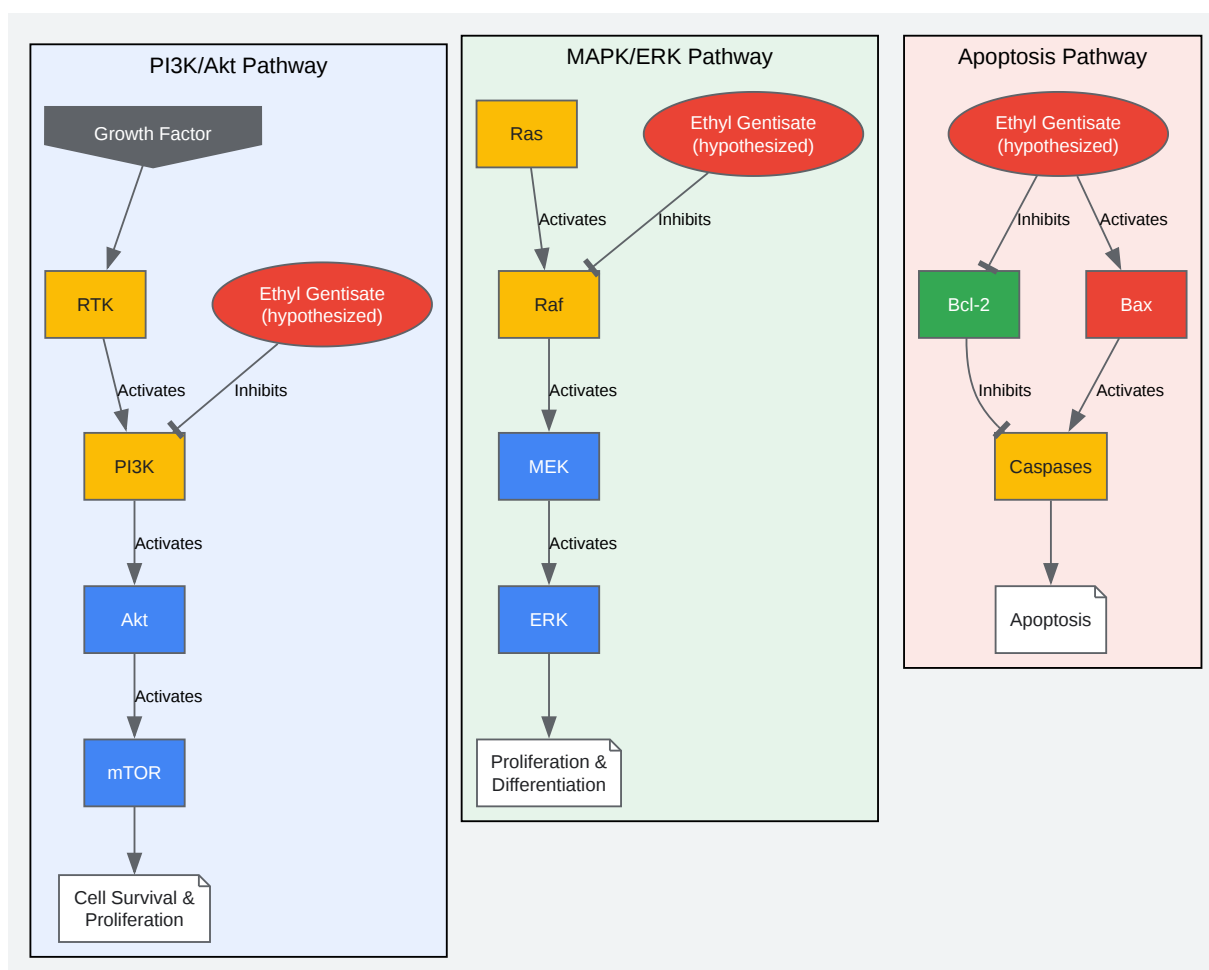 PI3K/Akt Pathway
Growth Factor
RTK
Ethyl Gentisate
(hypothesized)
Activates
Inhibits
PI3K
Activates
Akt
Activates
mTOR
Cell Survival &
Proliferation
MAPK/ERK Pathway
Ras
Ethyl Gentisate
(hypothesized)
Activates
Inhibits
Raf
Activates
MEK
Activates
ERK
Proliferation &
Differentiation
Apoptosis Pathway
Ethyl Gentisate
(hypothesized)
Inhibits
Activates
Bcl-2
Bax
Inhibits
Activates
Caspases
Apoptosis